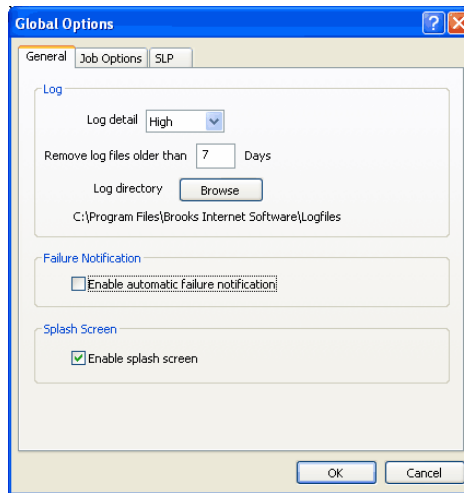 Global Options
General Job Options SLP
Log
Log detail High
Remove log files older than 7 Days
Log directory Browse
C:\Program Files\Brooks Internet Software\Logfiles
Failure Notification
Enable automatic failure notification
Splash Screen
Enable splash screen
OK Cancel